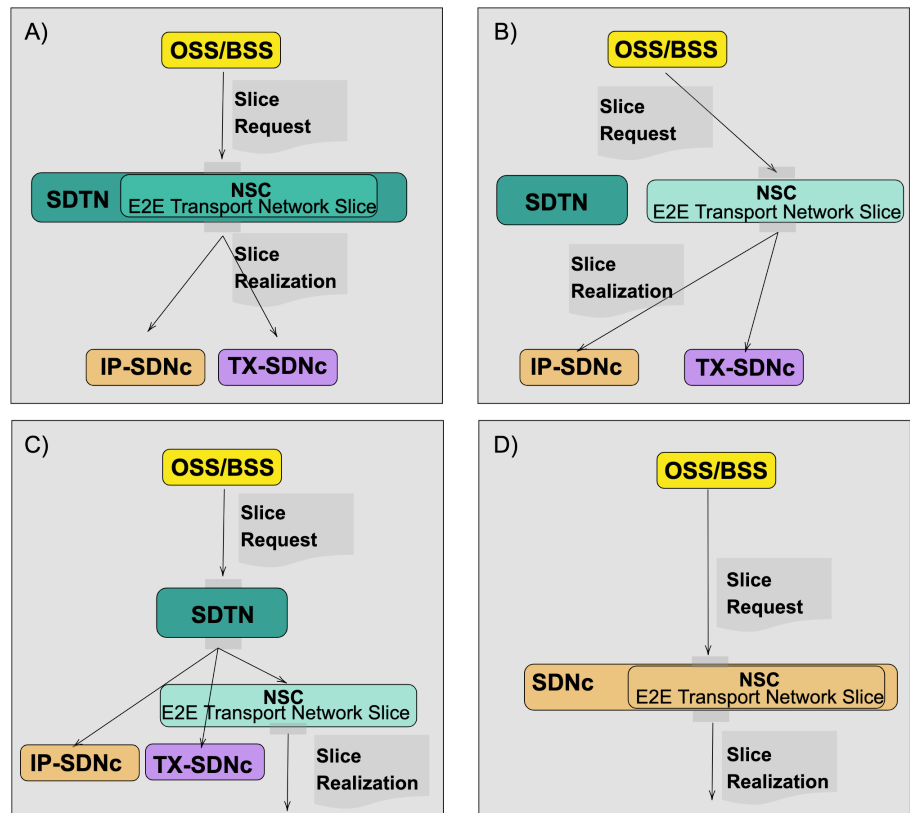 A)
OSS/BSS
Slice
Request
SDTN
NSC
E2E Transport Network Slice
Slice
Realization
IP-SDNc
TX-SDNc
B)
OSS/BSS
Slice
Request
SDTN
NSC
E2E Transport Network Slice
Slice
Realization
IP-SDNc
TX-SDNc
C)
OSS/BSS
Slice
Request
SDTN
NSC
E2E Transport Network Slice
IP-SDNc
TX-SDNc
Slice
Realization
D)
OSS/BSS
Slice
Request
SDNc
NSC
E2E Transport Network Slice
Slice
Realization